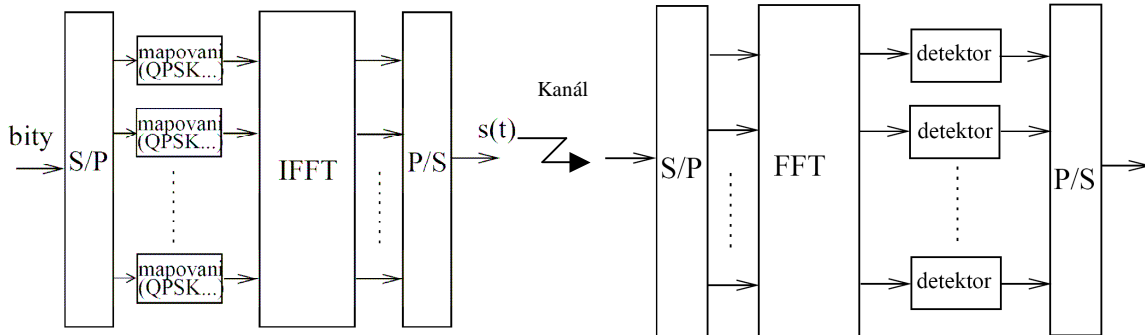 bity
S/P
mapovani
(QPSK...)
mapovani
(QPSK...)
mapovani
(QPSK...)
IFFT
P/S
s(t)
Kanál
S/P
FFT
detektor
detektor
detektor
P/S